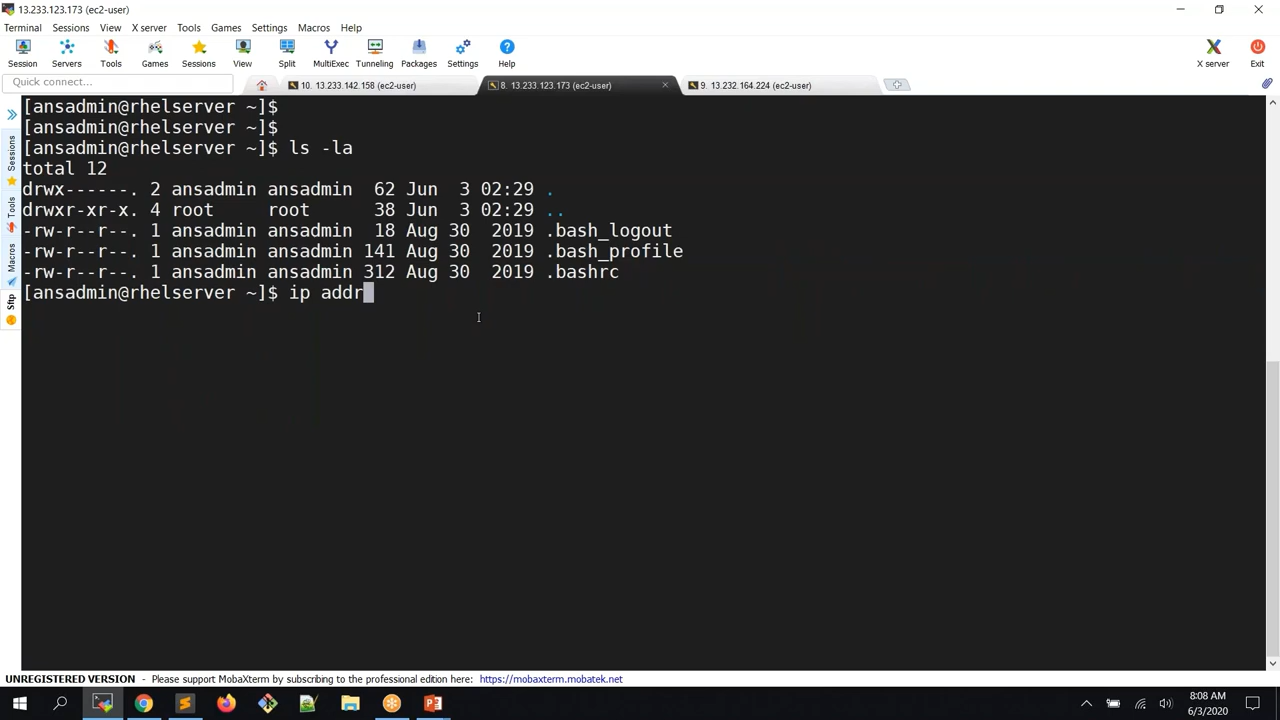 13.233.123.173 (ec2-user)
Terminal Sessions View X server Tools Games Settings Macros Help
Session Servers Tools Games Sessions View Split MultiExec Tunneling Packages Settings Help X server Exit
Quick connect...
10. 13.233.142.158 (ec2-user)
8. 13.233.123.173 (ec2-user)
9. 13.232.164.224 (ec2-user)
Sessions
Tools
Macros
Sftp
[ansadmin@rhelserver ~]$
[ansadmin@rhelserver ~]$
[ansadmin@rhelserver ~]$ ls -la
total 12
drwx------. 2 ansadmin ansadmin  62 Jun  3 02:29 .
drwxr-xr-x. 4 root     root      38 Jun  3 02:29 ..
-rw-r--r--. 1 ansadmin ansadmin  18 Aug 30  2019 .bash_logout
-rw-r--r--. 1 ansadmin ansadmin 141 Aug 30  2019 .bash_profile
-rw-r--r--. 1 ansadmin ansadmin 312 Aug 30  2019 .bashrc
[ansadmin@rhelserver ~]$ ip addr
UNREGISTERED VERSION - Please support MobaXterm by subscribing to the professional edition here: https://mobaxterm.mobatek.net
8:08 AM
6/3/2020